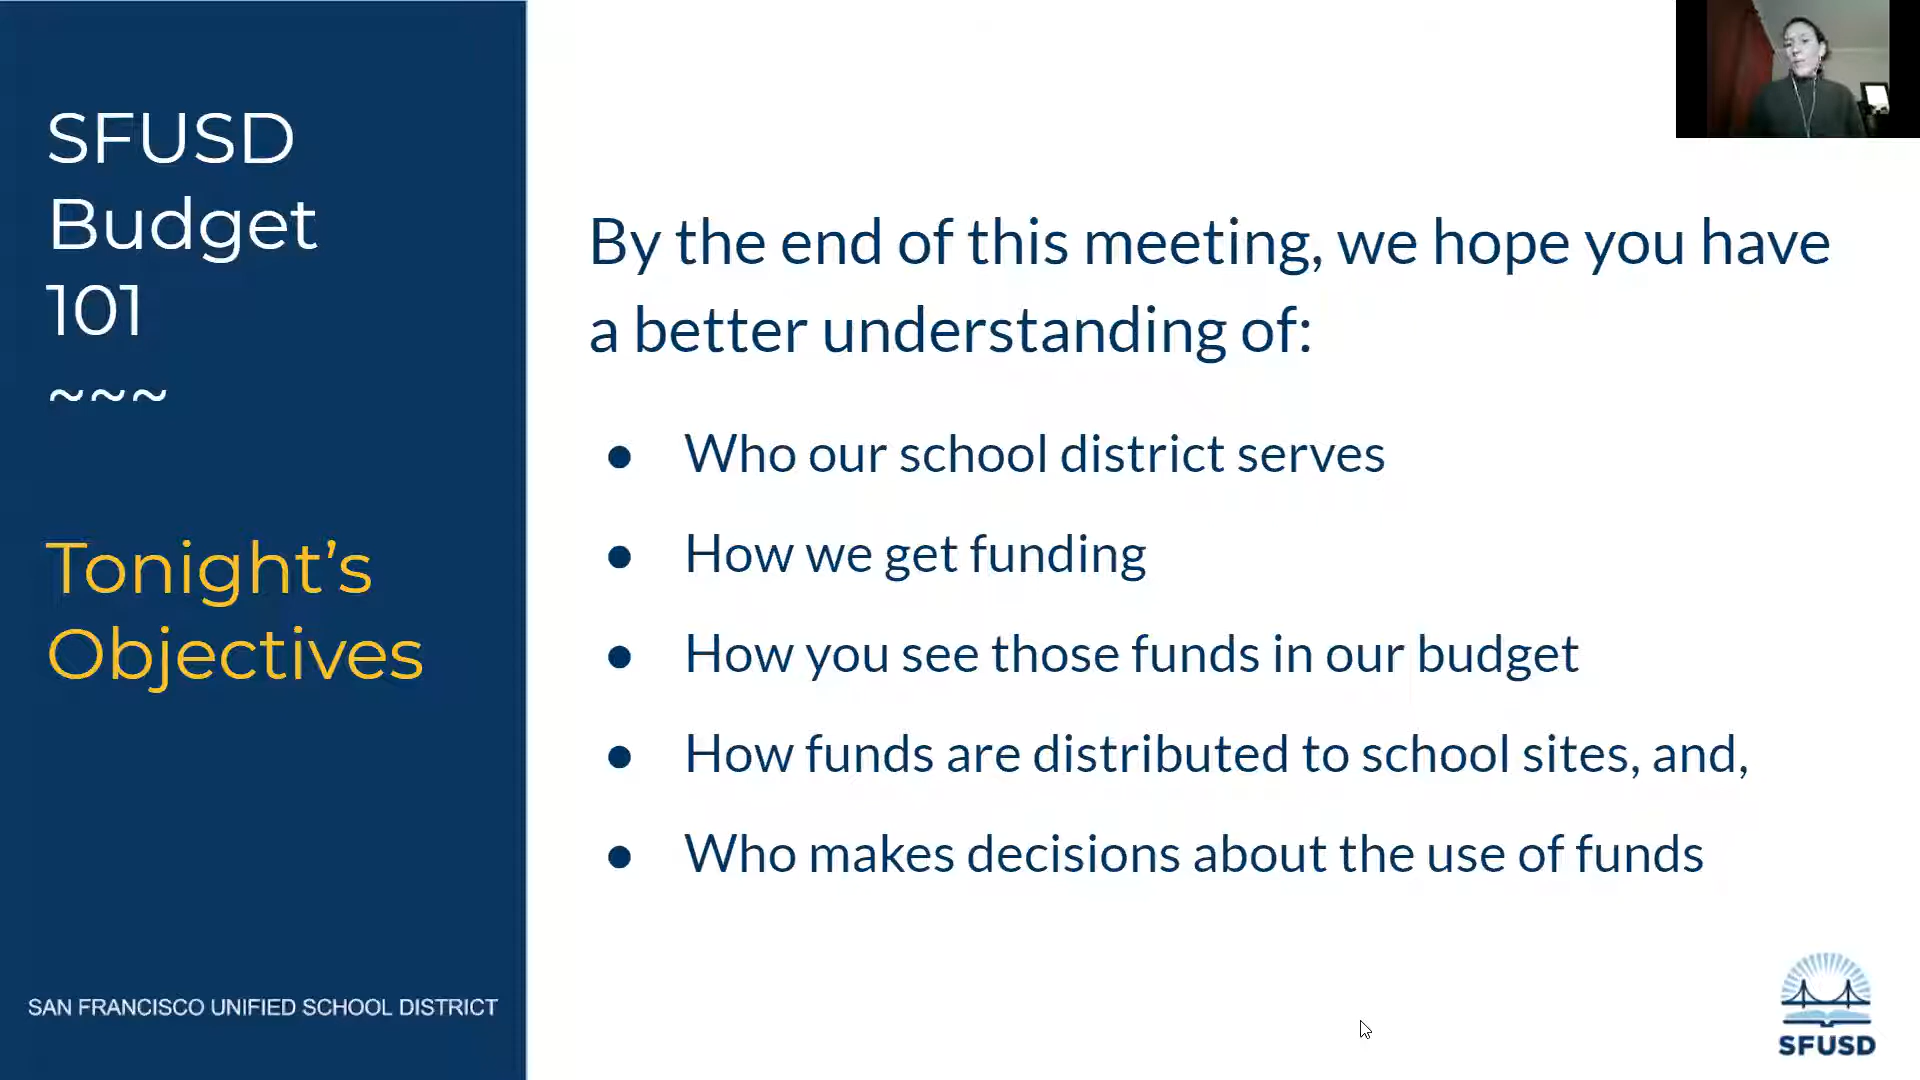 SFUSD
Budget
101
~~~
Tonight’s
Objectives
SAN FRANCISCO UNIFIED SCHOOL DISTRICT
By the end of this meeting, we hope you have
a better understanding of:
● Who our school district serves
● How we get funding
● How you see those funds in our budget
● How funds are distributed to school sites, and,
● Who makes decisions about the use of funds
SFUSD